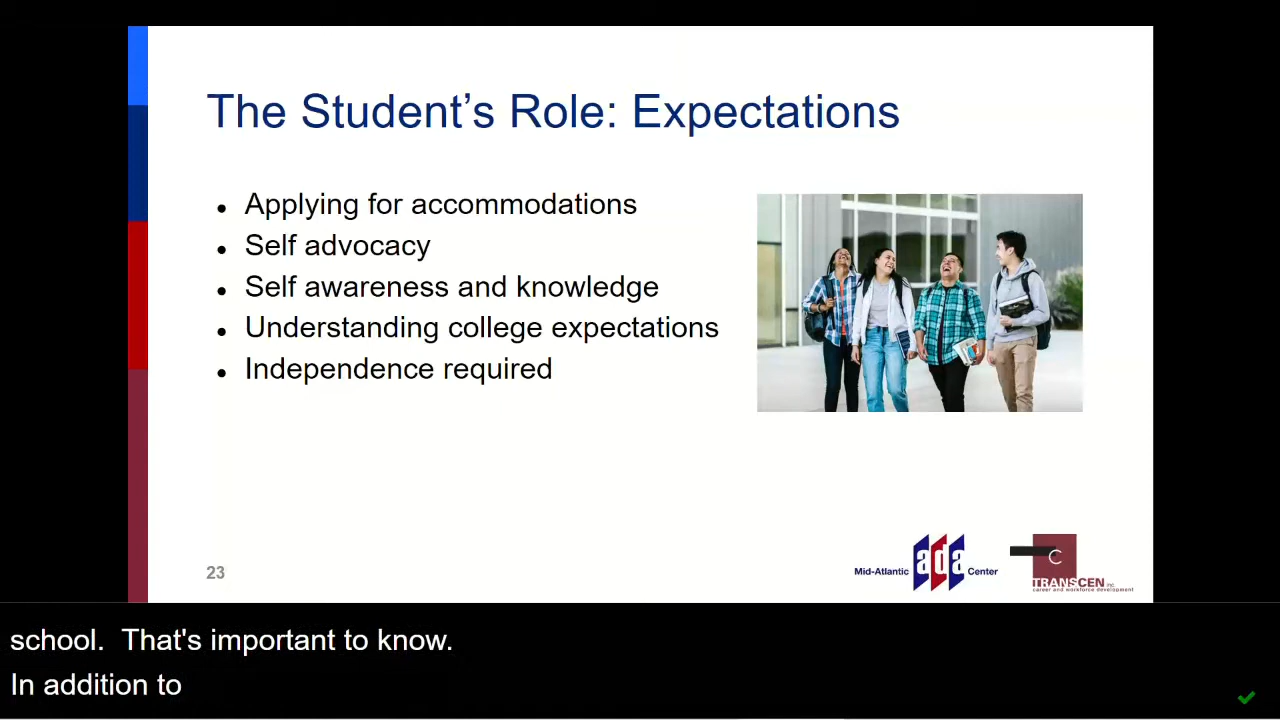 The Student’s Role: Expectations
• Applying for accommodations
• Self advocacy
• Self awareness and knowledge
• Understanding college expectations
• Independence required
23
Mid-Atlantic ada Center
C
TRANSCEN inc.
career and workforce development
school.  That's important to know.
In addition to